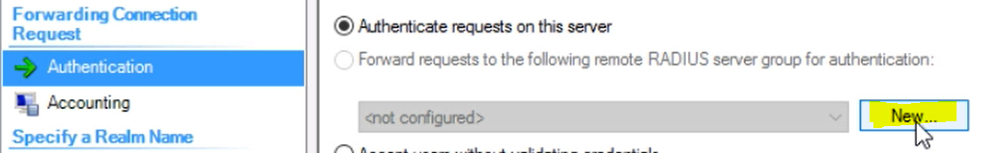 Forwarding Connection
Request
Authentication
Accounting
Specify a Realm Name
Authenticate requests on this server
Forward requests to the following remote RADIUS server group for authentication:
<not configured>
New...
Accept users without validating credentials